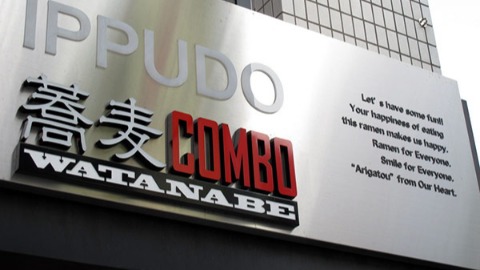 IPPUDO
蕎麦 COMBO
WATANABE
Let's have some fun!!
Your happiness of eating
this ramen makes us happy.
Ramen for Everyone.
Smile for Everyone.
"Arigatou" from Our Heart.